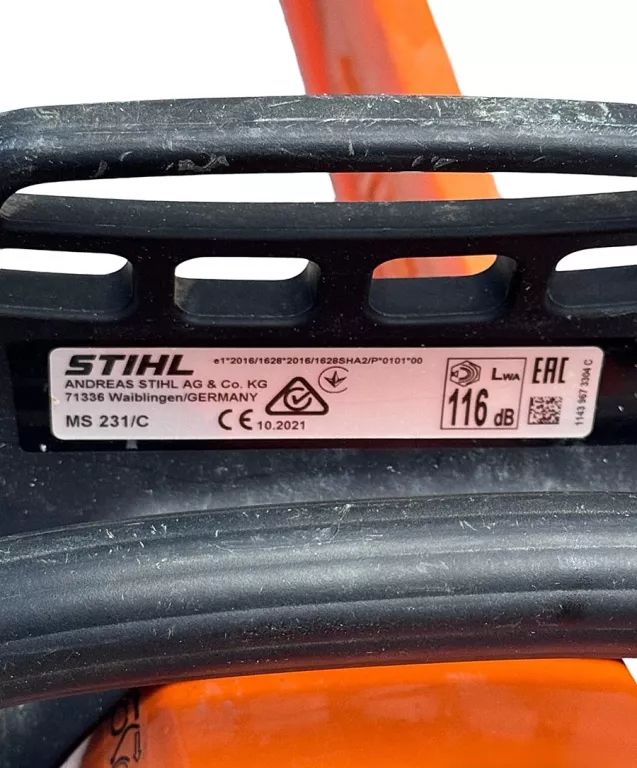 STIHL
e1*2016/1628*2016/1628SHA2/P*0101*00
ANDREAS STIHL AG & Co. KG
71336 Waiblingen/GERMANY
MS 231/C
CE 10.2021
LWA
116 dB
EAC
1143 967 3304 C